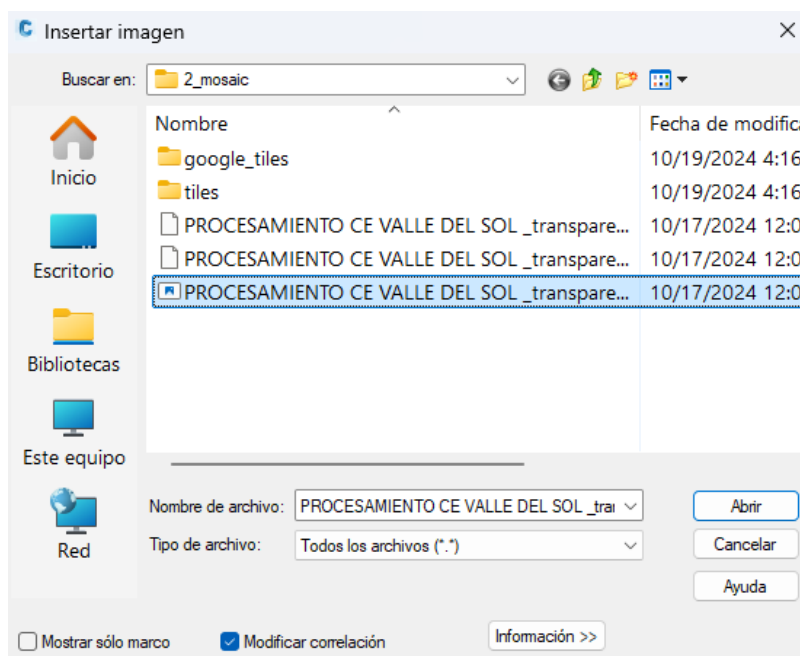 Insertar imagen
Buscar en: 2_mosaic
Nombre Fecha de modifica
google_tiles 10/19/2024 4:16
tiles 10/19/2024 4:16
PROCESAMIENTO CE VALLE DEL SOL _transpare... 10/17/2024 12:0
PROCESAMIENTO CE VALLE DEL SOL _transpare... 10/17/2024 12:0
PROCESAMIENTO CE VALLE DEL SOL _transpare... 10/17/2024 12:0
Inicio
Escritorio
Bibliotecas
Este equipo
Red
Nombre de archivo: PROCESAMIENTO CE VALLE DEL SOL _trai Abrir
Tipo de archivo: Todos los archivos (*.*) Cancelar
Ayuda
Mostrar sólo marco Modificar correlación Información >>